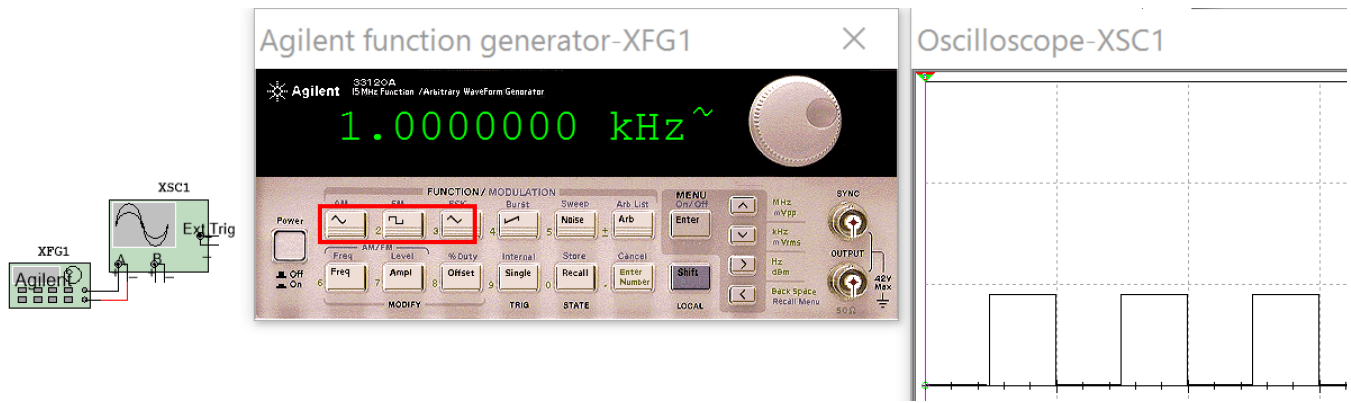 XSC1
Ext Trig
A
B
XFG1
Agilent
Agilent function generator-XFG1
Agilent 33120A
15 MHz Function / Arbitrary WaveForm Generator
1.0000000 kHz~
FUNCTION/ MODULATION
AM FM FSK Burst Sweep Arb List
Power
2 3 4 5 ± Noise Arb
AM/FM
Freq Level %Duty Internal Store Cancel
6 Freq 7 Ampl 8 Offset 9 Single 0 Recall . Enter Number
Off
On
MODIFY TRIG STATE
MENU
On/Off
Enter
Shift
LOCAL
MHz
mVpp
kHz
mVrms
Hz
dBm
Back Space
Recall Menu
SYNC
OUTPUT
42V
Max
50Ω
Oscilloscope-XSC1